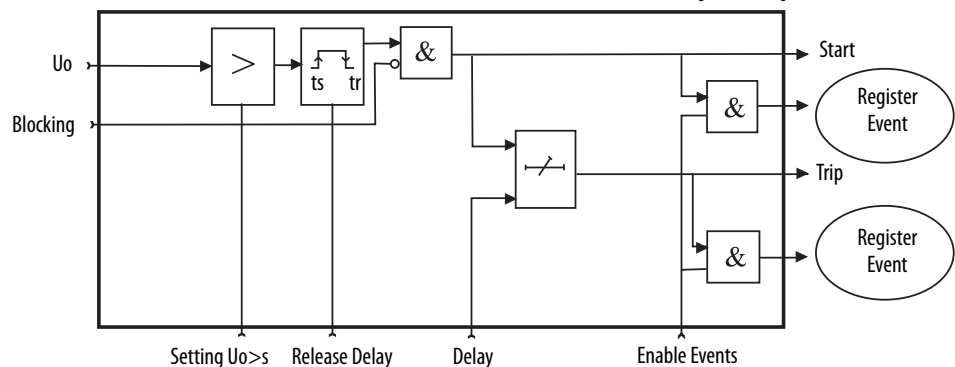 Start
Uo
>
ts
tr
&
Register
Event
&
Blocking
Trip
Register
Event
&
Setting Uo>s
Release Delay
Delay
Enable Events